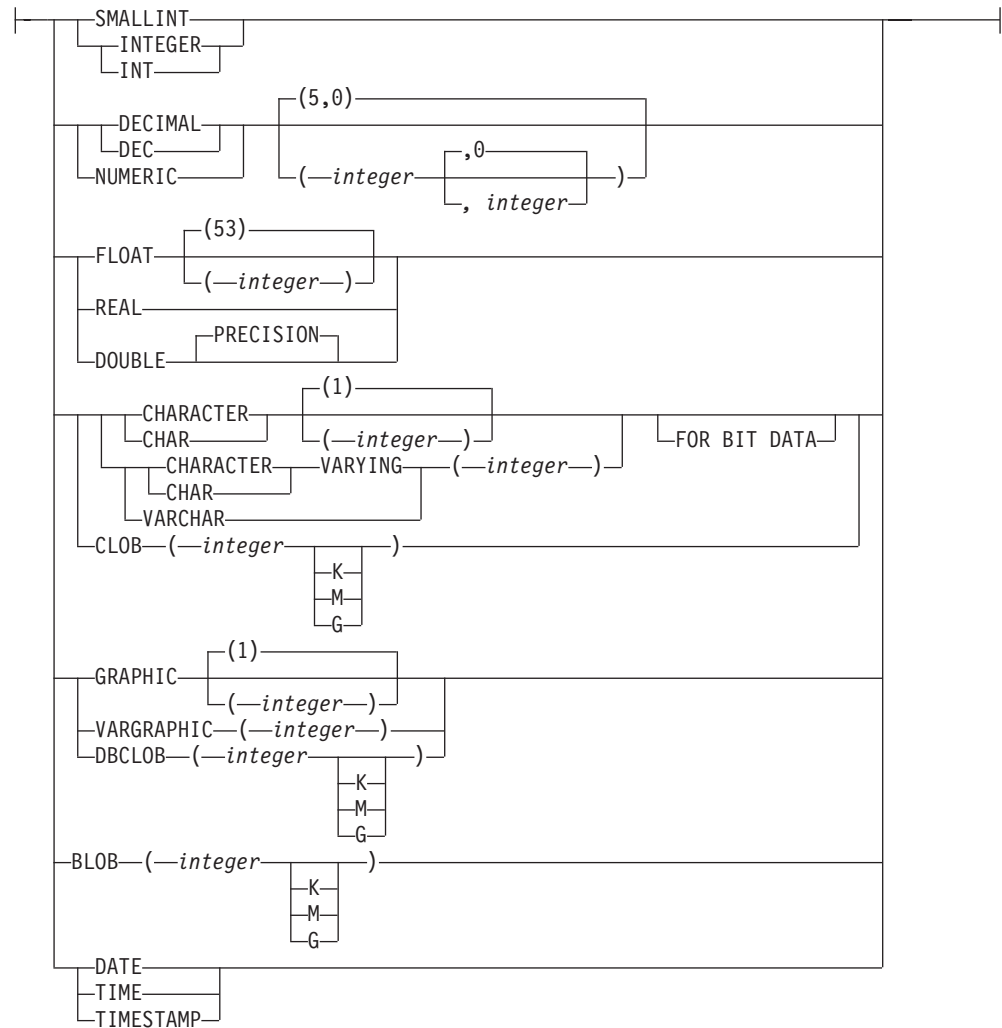 SMALLINT
INTEGER
INT
(5,0)
DECIMAL
DEC
,0
NUMERIC ( integer )
, integer
(53)
FLOAT
( integer )
REAL
PRECISION
DOUBLE
(1)
CHARACTER
CHAR ( integer ) FOR BIT DATA
CHARACTER VARYING ( integer )
CHAR
VARCHAR
CLOB ( integer )
K
M
G
(1)
GRAPHIC
( integer )
VARGRAPHIC ( integer )
DBCLOB ( integer )
K
M
G
BLOB ( integer )
K
M
G
DATE
TIME
TIMESTAMP